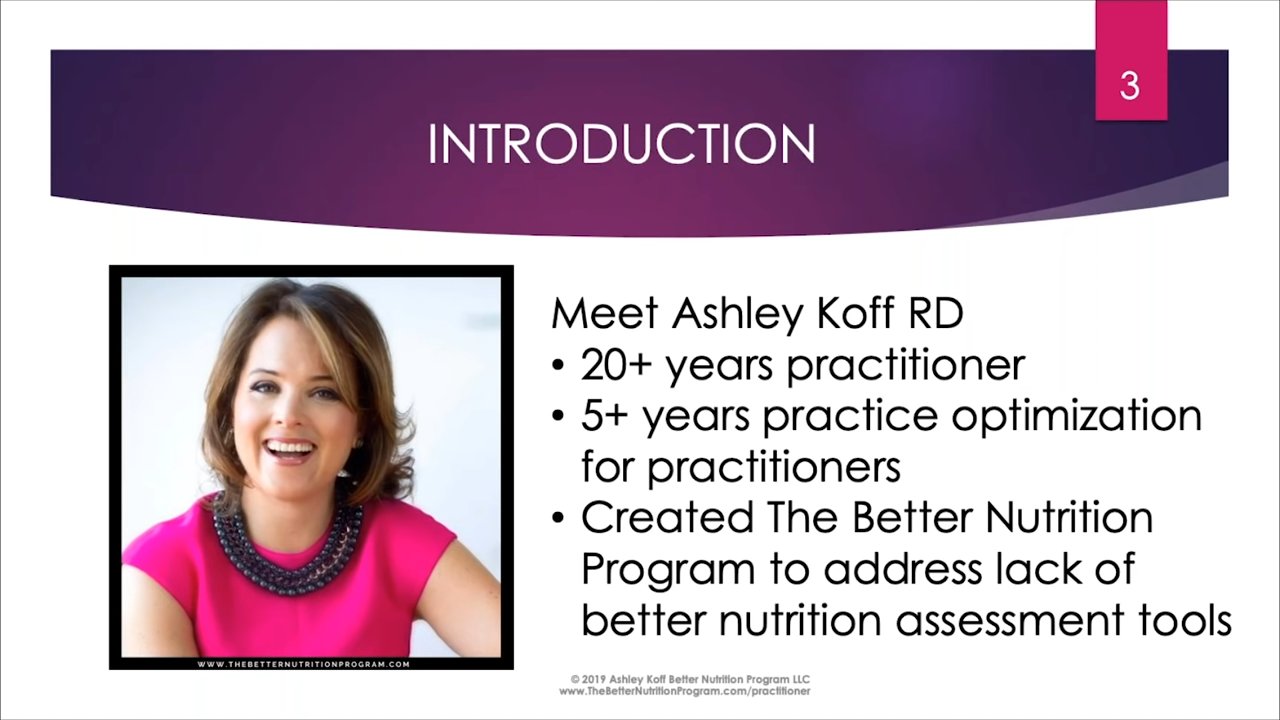 3
INTRODUCTION
Meet Ashley Koff RD
• 20+ years practitioner
• 5+ years practice optimization
for practitioners
• Created The Better Nutrition
Program to address lack of
better nutrition assessment tools
WWW.THEBETTERNUTRITIONPROGRAM.COM
© 2019 Ashley Koff Better Nutrition Program LLC
www.TheBetterNutritionProgram.com/practitioner